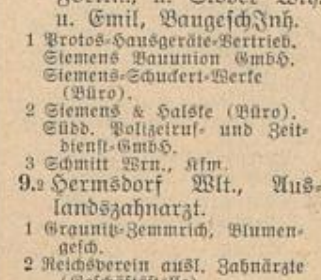 u. Emil, BaugeschJnh.
1 Protos-Hausgeräte-Vertrieb.
Siemens Bauunion GmbH.
Siemens-Schuckert-Werke
(Büro).
2 Siemens & Halske (Büro).
Südd. Polizeiruf- und Zeit-
dienst-GmbH.
3 Schmitt Wrn., Kfm.
9.2 Hermsdorf Wlt., Aus-
landszahnarzt.
1 Graunitz-Zemmrich, Blumen-
gesch.
2 Reichsverein ausl. Zahnärzte